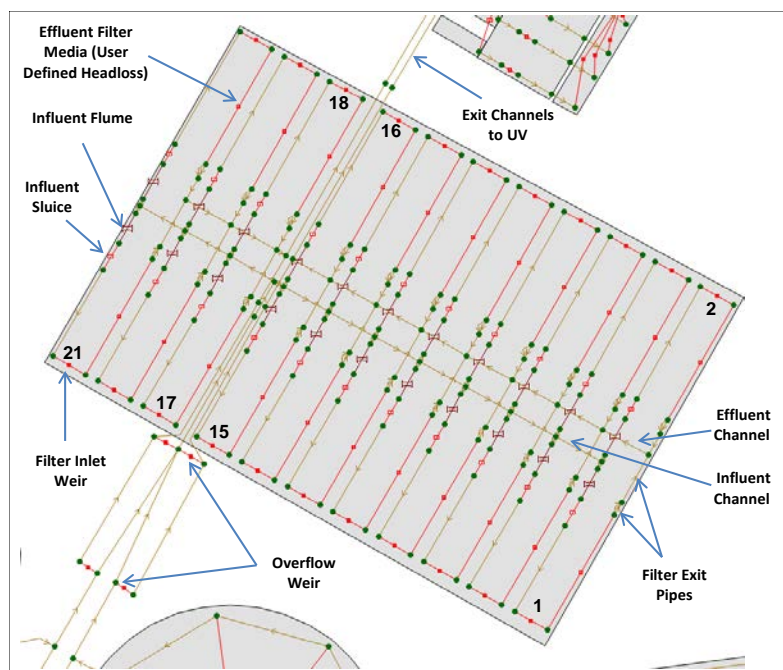 Effluent Filter
Media (User
Defined Headloss)
Influent Flume
Influent
Sluice
18
16
Exit Channels
to UV
2
21
17
15
Filter Inlet
Weir
Overflow
Weir
1
Effluent
Channel
Influent
Channel
Filter Exit
Pipes